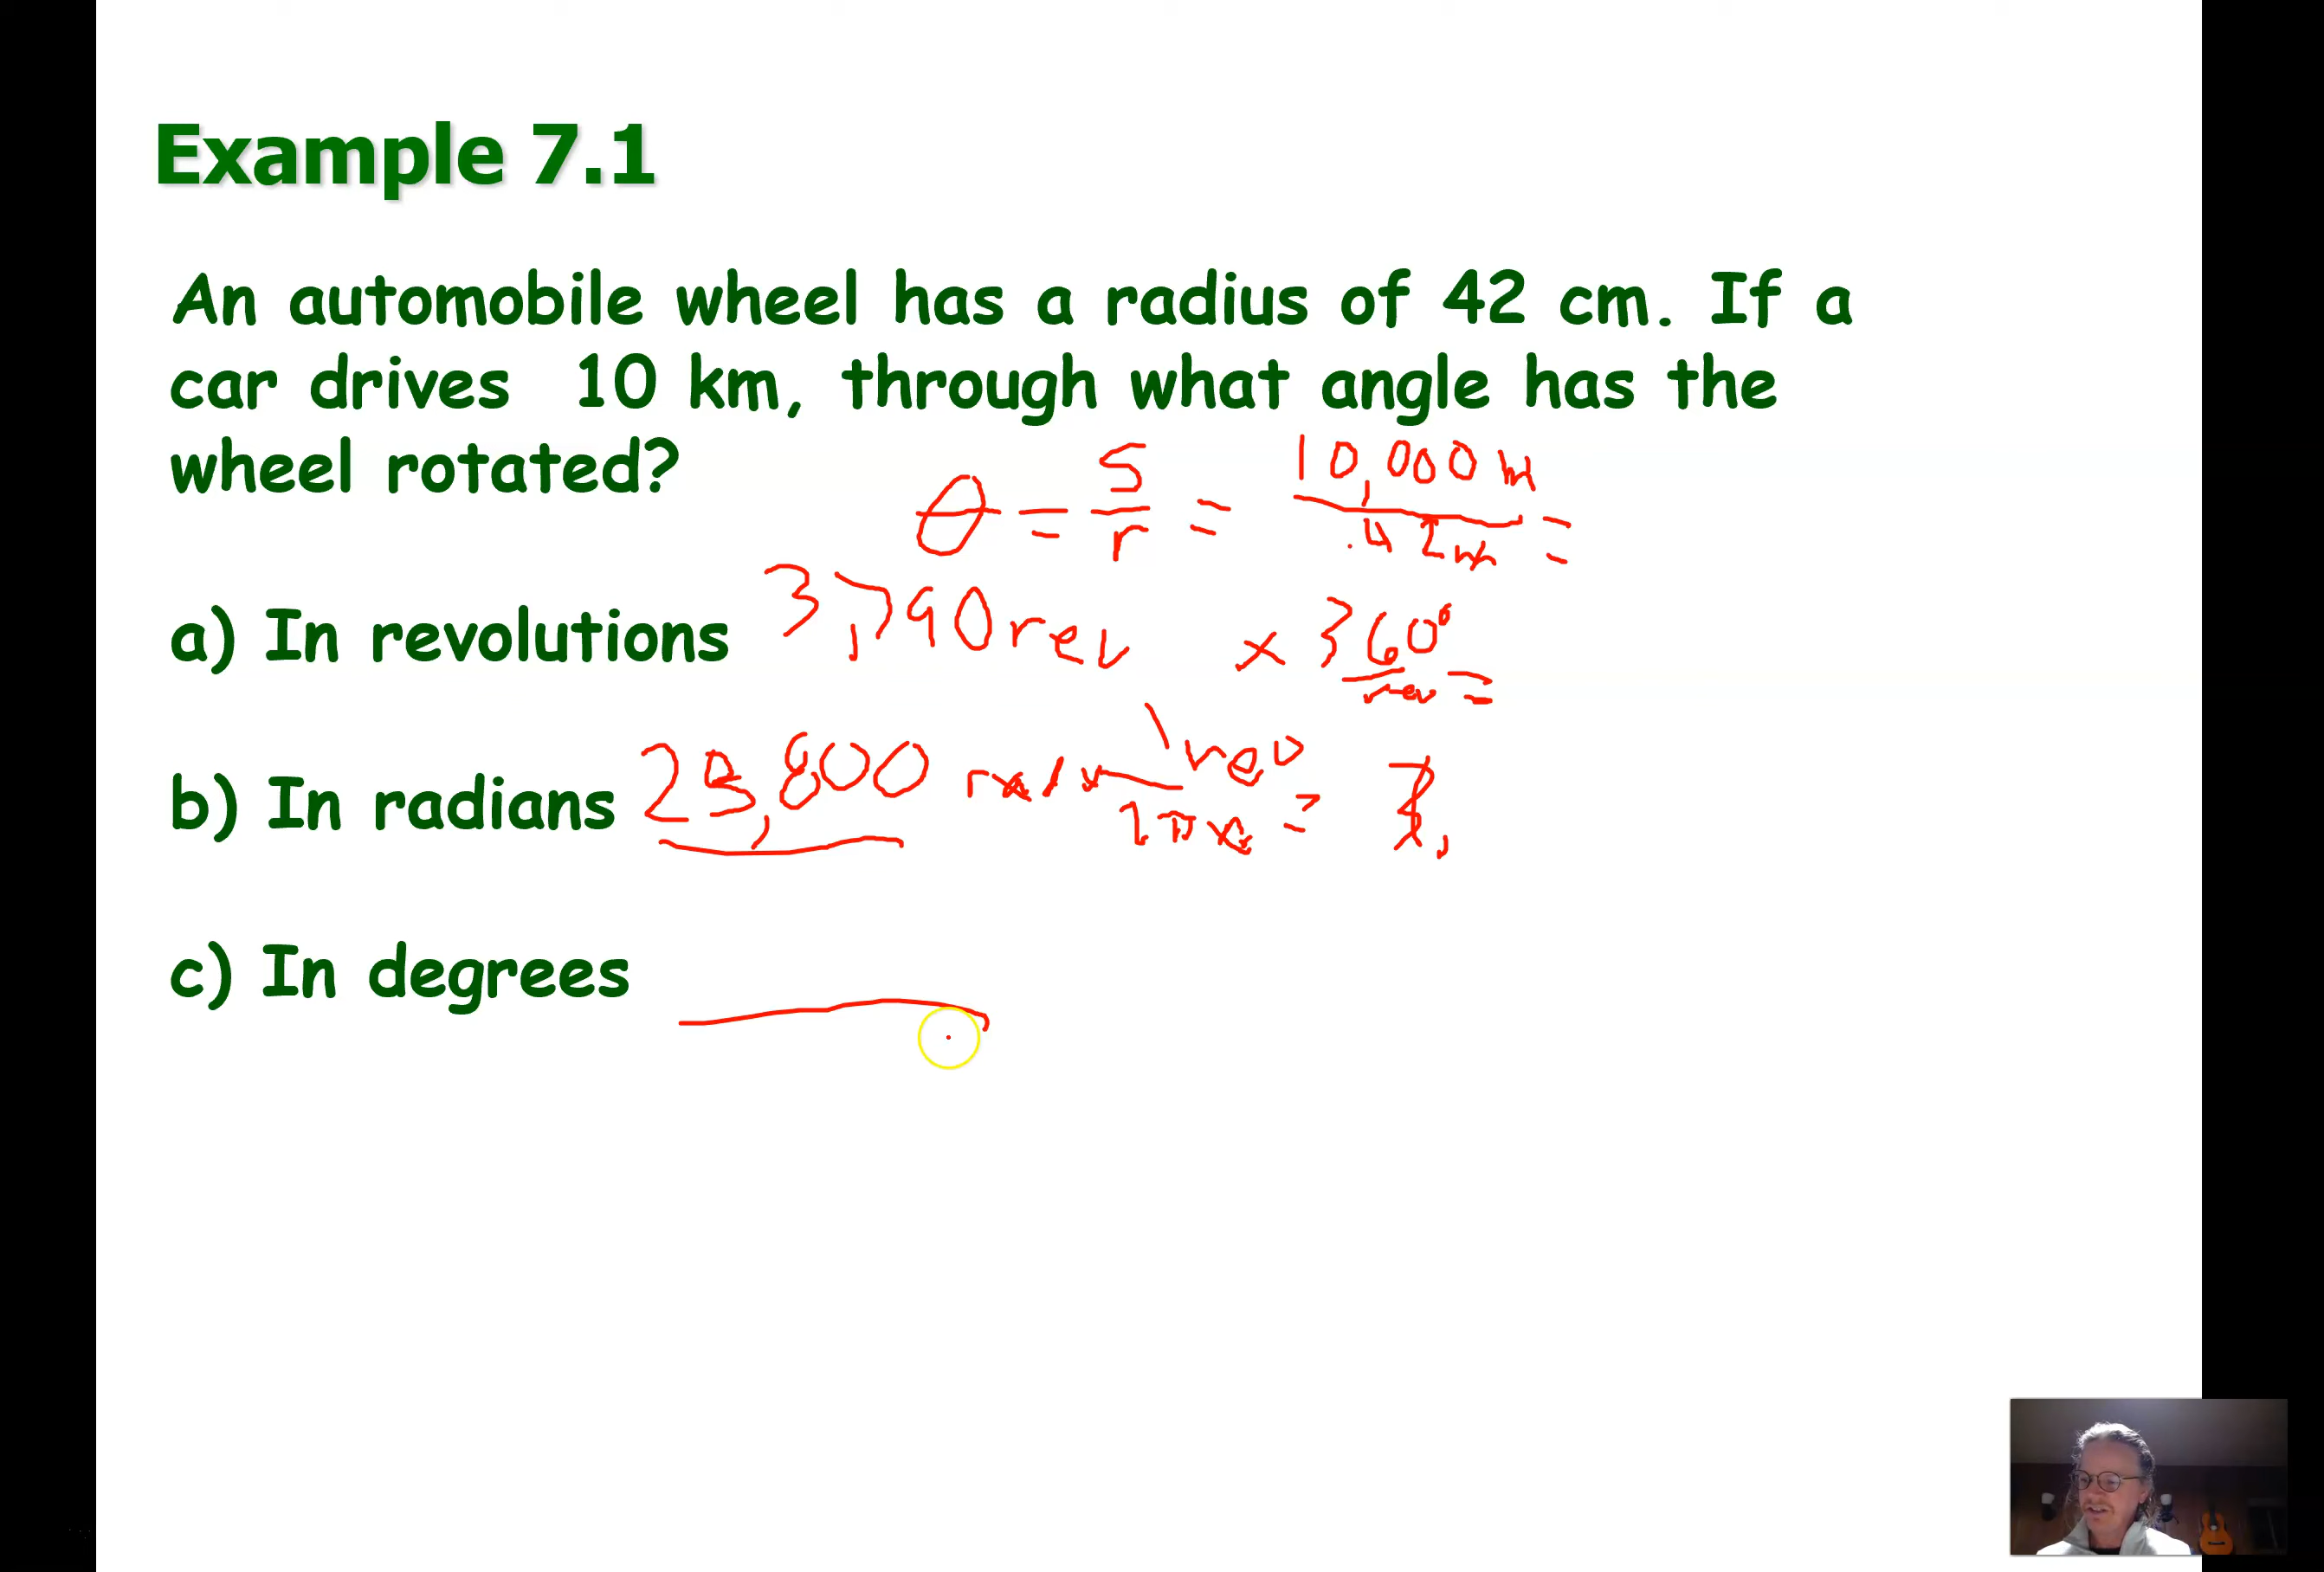 Example 7.1
An automobile wheel has a radius of 42 cm. If a
car drives 10 km, through what angle has the
wheel rotated?
θ = S/r = 10,000 m / .42 m =
a) In revolutions 3,790 rev × 360°/rev =
b) In radians 23,800 rad × 1 rev / 2π rad =
c) In degrees